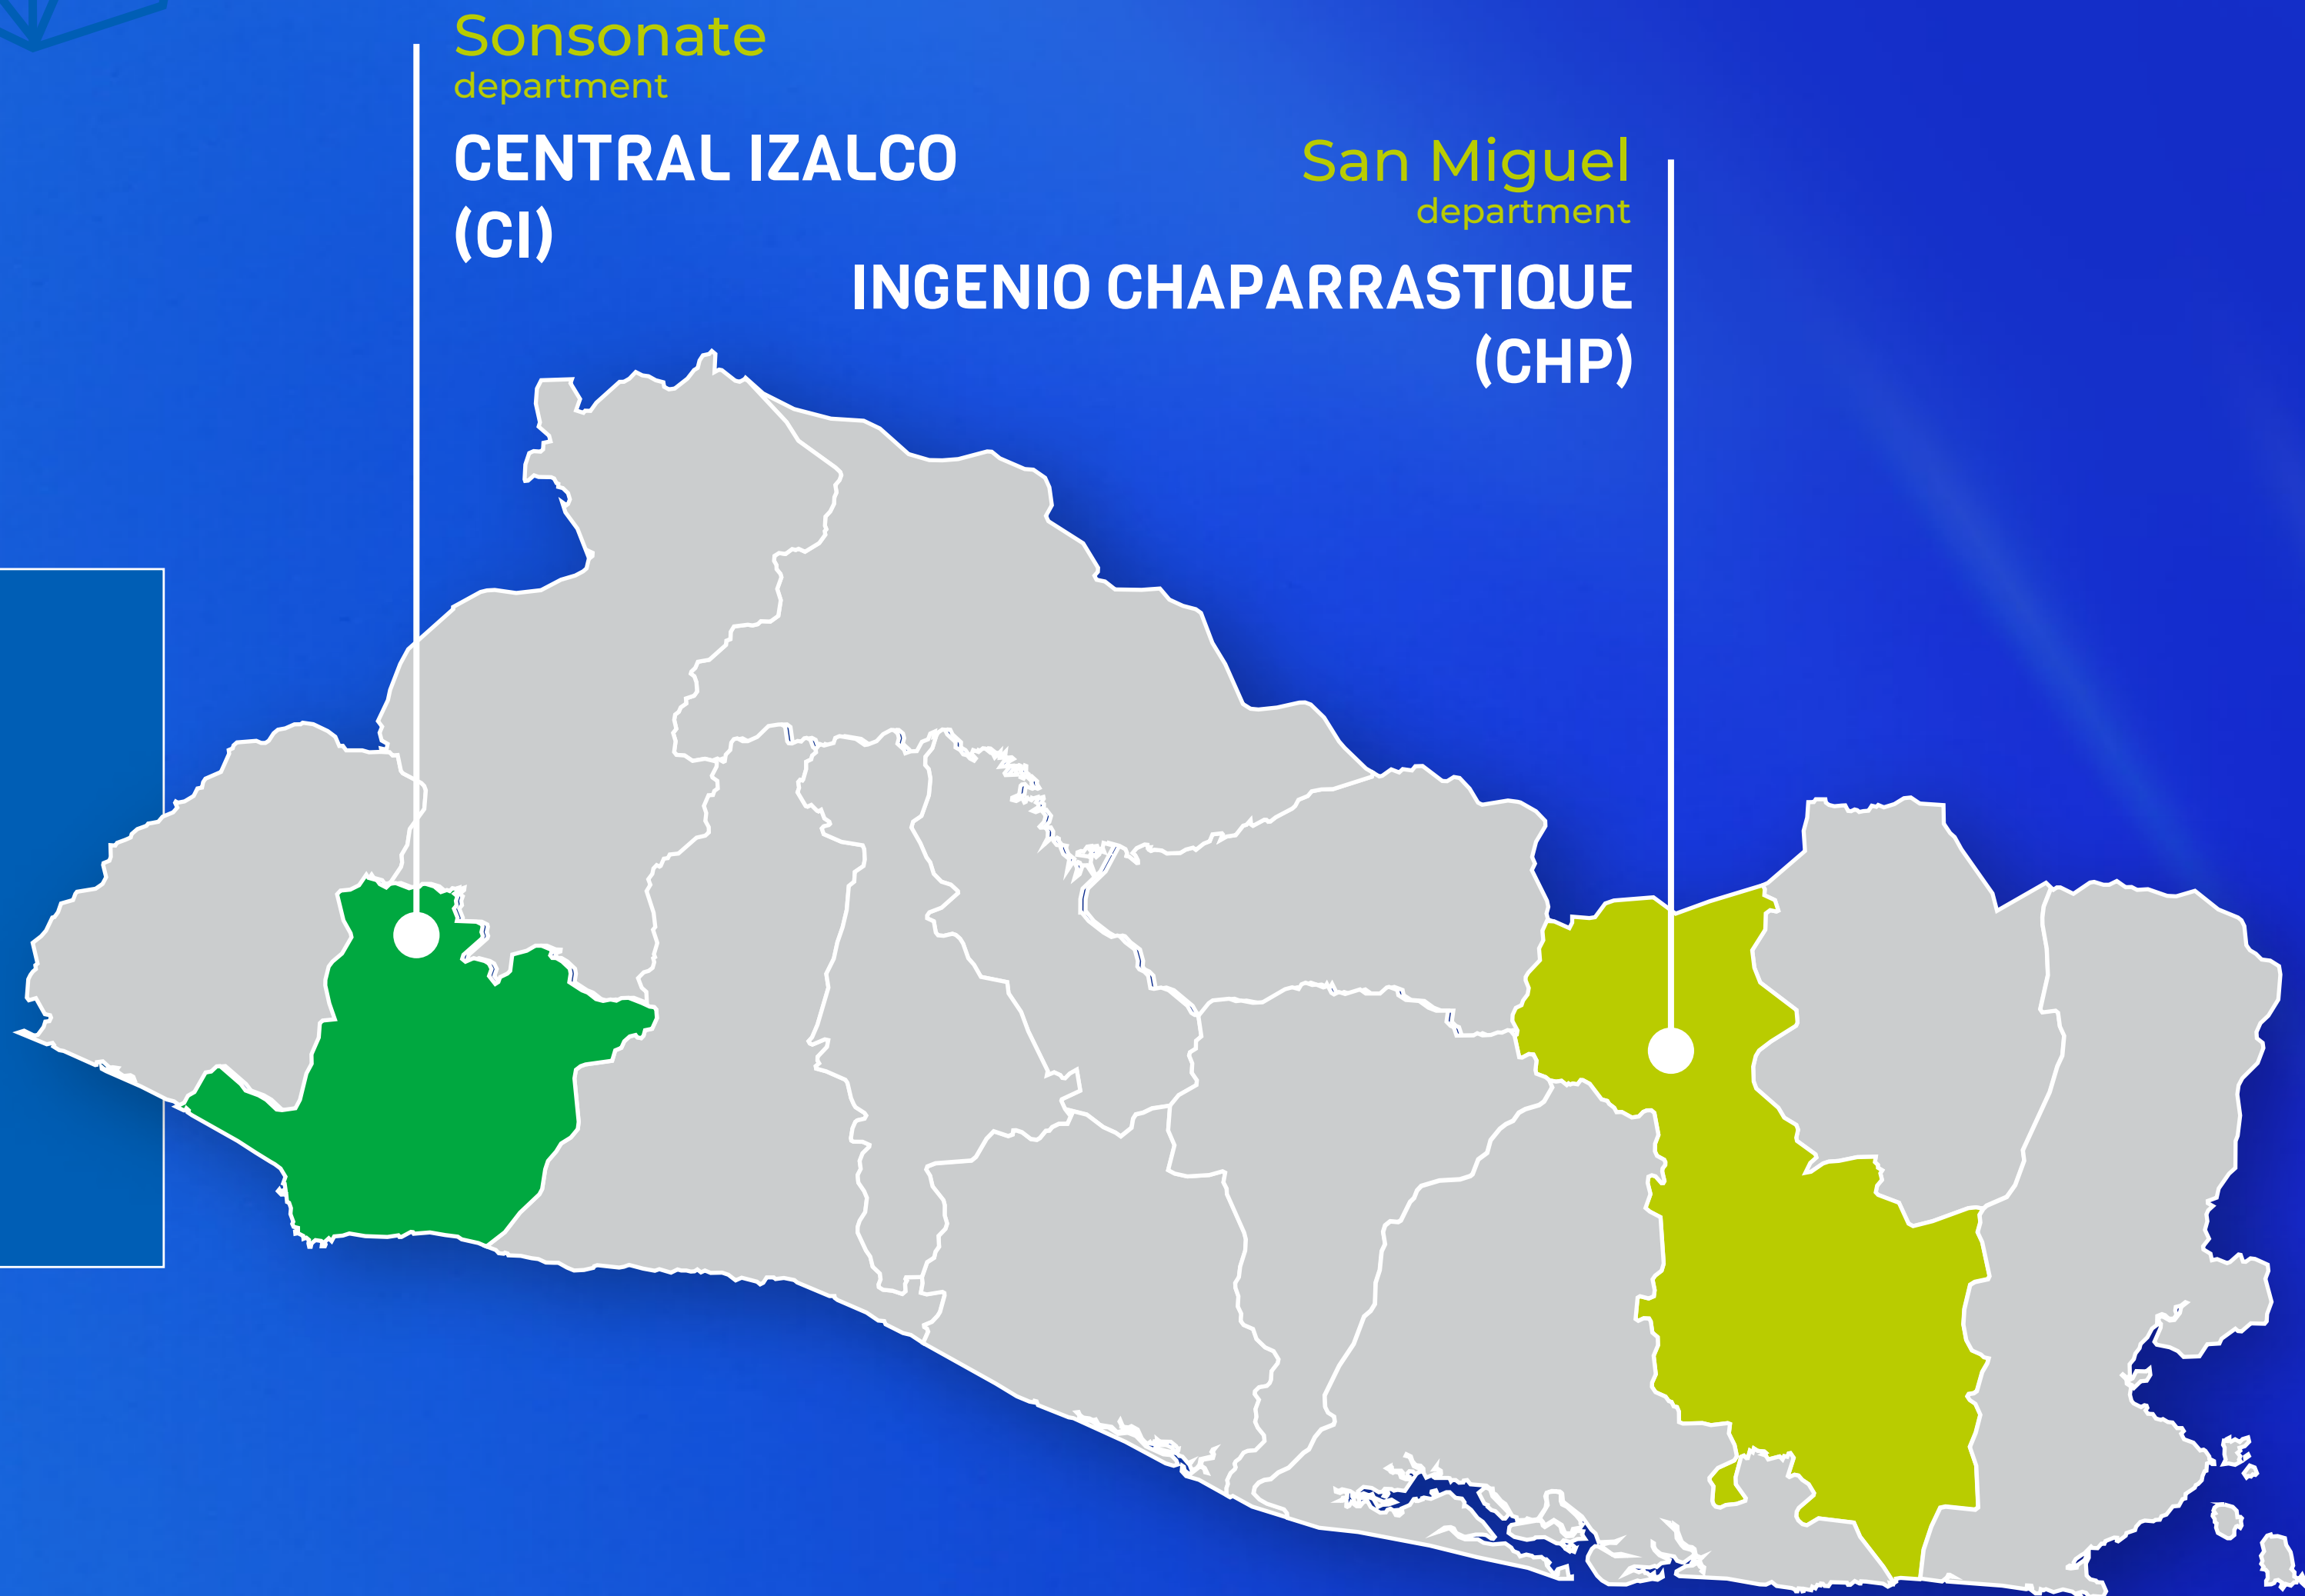 Sonsonate
department
CENTRAL IZALCO
(CI)
San Miguel
department
INGENIO CHAPARRASTIQUE
(CHP)